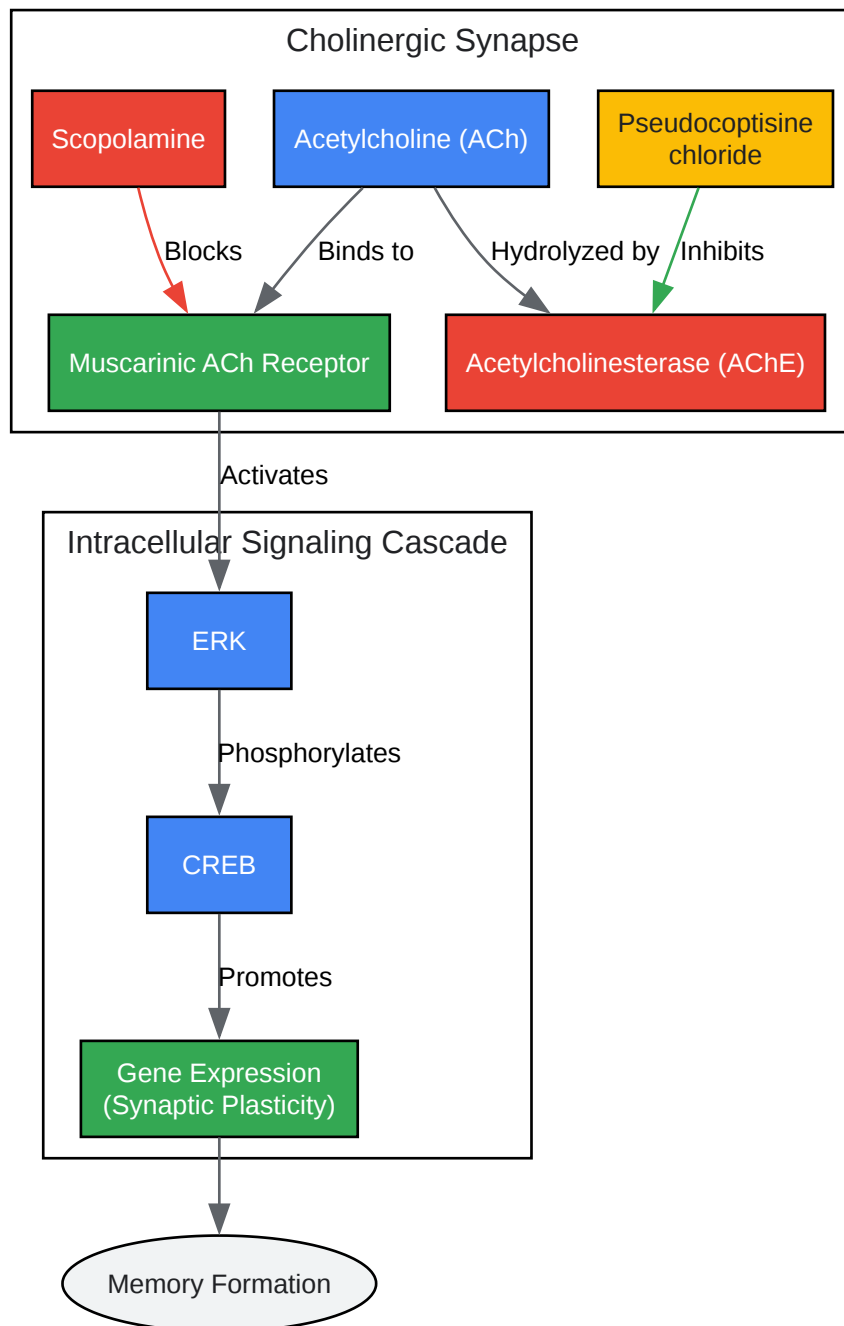 Cholinergic Synapse
Scopolamine
Acetylcholine (ACh)
Pseudocoptisine
chloride
Blocks
Binds to
Hydrolyzed by
Inhibits
Muscarinic ACh Receptor
Acetylcholinesterase (AChE)
Activates
Intracellular Signaling Cascade
ERK
Phosphorylates
CREB
Promotes
Gene Expression
(Synaptic Plasticity)
Memory Formation